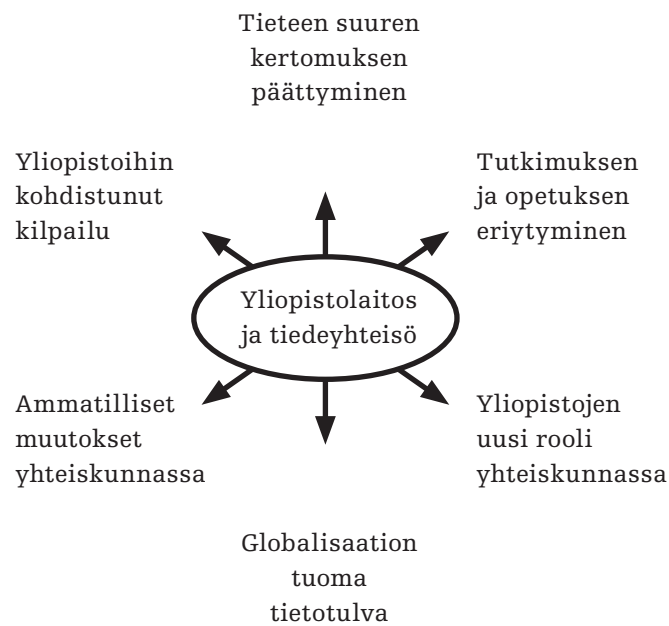 Tieteen suuren
kertomuksen
päättyminen
Yliopistoihin
kohdistunut
kilpailu
Tutkimuksen
ja opetuksen
eriytyminen
Yliopistolaitos
ja tiedeyhteisö
Ammatilliset
muutokset
yhteiskunnassa
Yliopistojen
uusi rooli
yhteiskunnassa
Globalisaation
tuoma
tietotulva